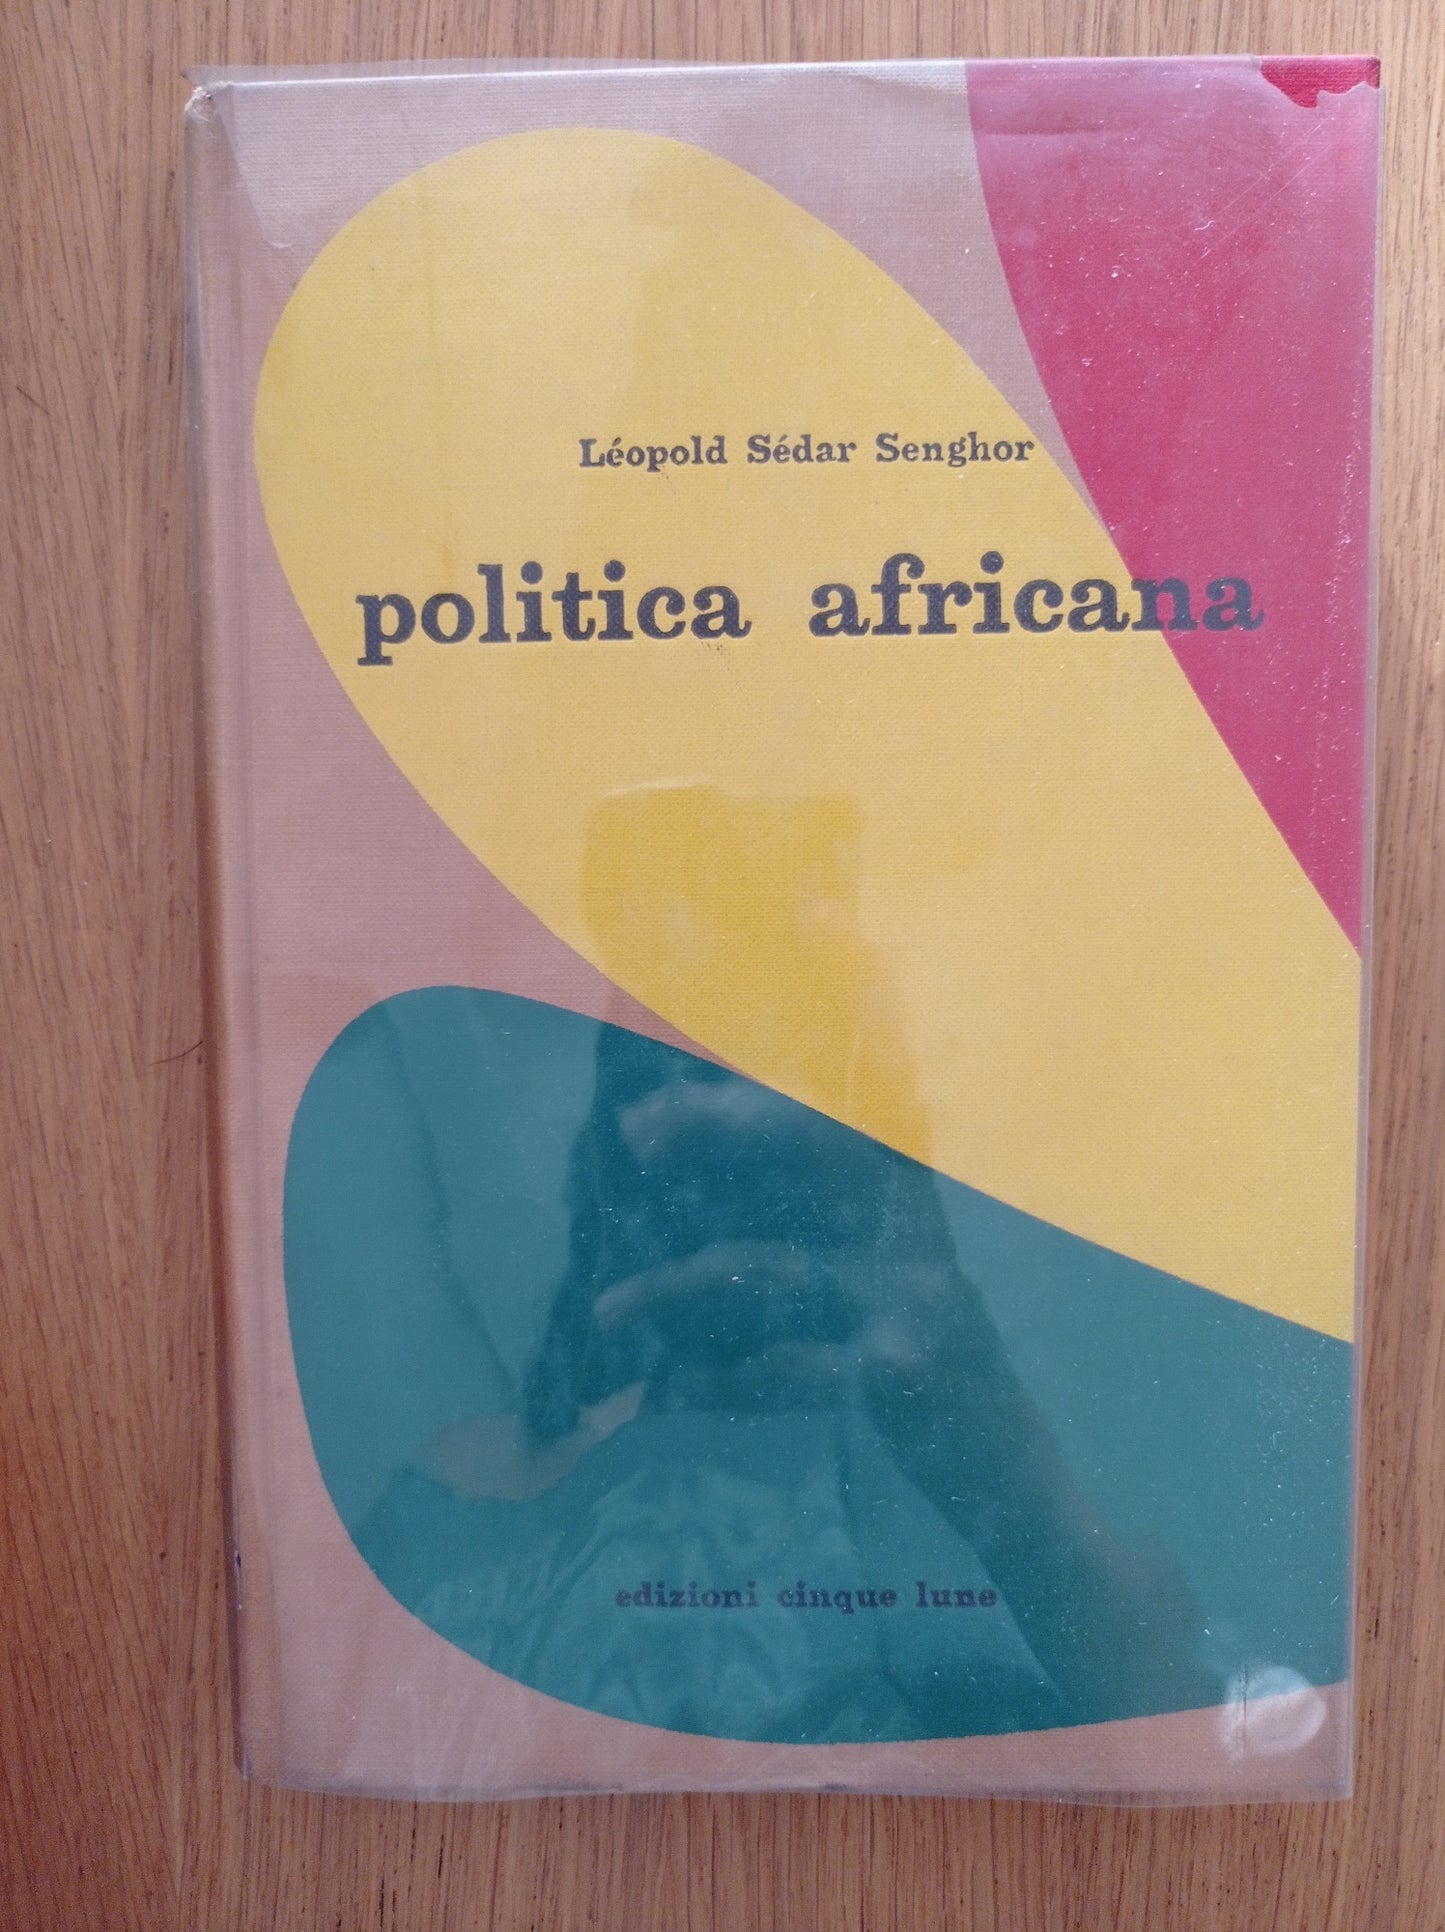 Léopold Sédar Senghor
politica africana
edizioni cinque lune